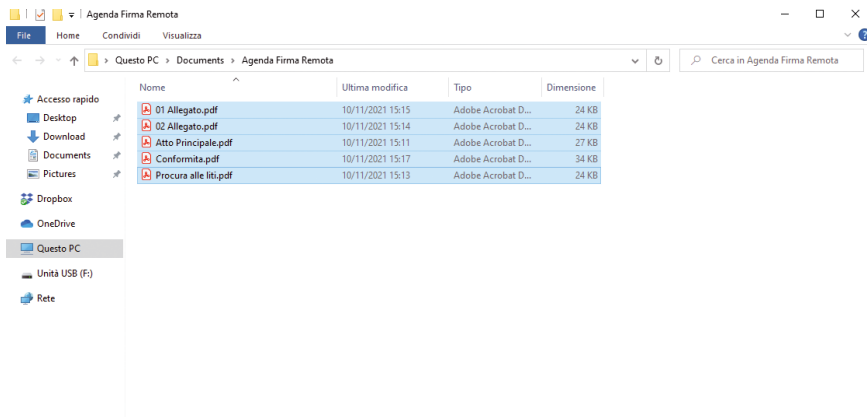 Agenda Firma Remota
File Home Condividi Visualizza
Questo PC > Documents > Agenda Firma Remota
Cerca in Agenda Firma Remota
Accesso rapido
Desktop
Download
Documents
Pictures
Dropbox
OneDrive
Questo PC
Unità USB (F:)
Rete
Nome Ultima modifica Tipo Dimensione
01 Allegato.pdf 10/11/2021 15:15 Adobe Acrobat D... 24 KB
02 Allegato.pdf 10/11/2021 15:14 Adobe Acrobat D... 24 KB
Atto Principale.pdf 10/11/2021 15:11 Adobe Acrobat D... 27 KB
Conformita.pdf 10/11/2021 15:17 Adobe Acrobat D... 34 KB
Procura alle liti.pdf 10/11/2021 15:13 Adobe Acrobat D... 24 KB